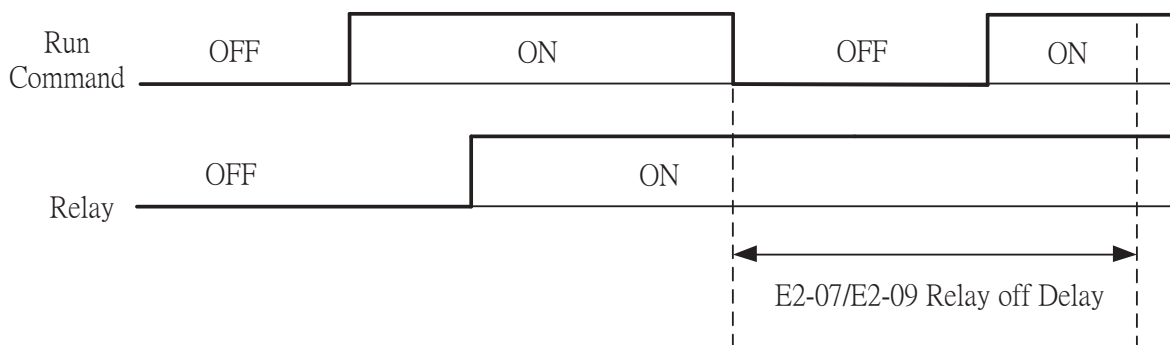 Run
Command
OFF
ON
OFF
ON
Relay
OFF
ON
E2-07/E2-09 Relay off Delay